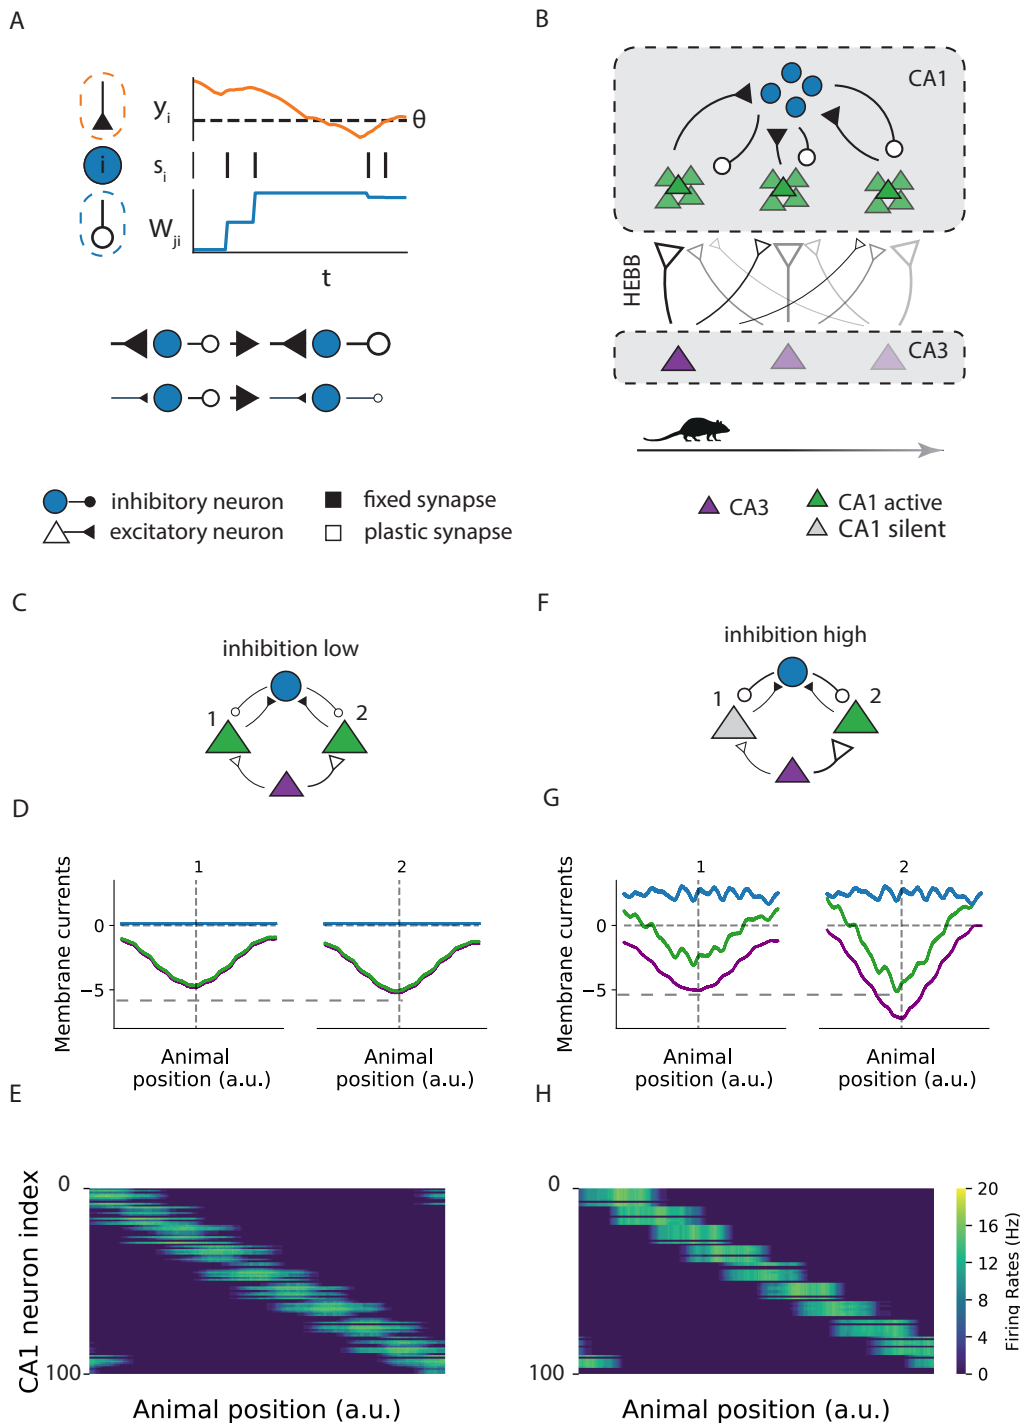 A
y_i
θ
i
s_i
W_ji
t
inhibitory neuron
excitatory neuron
fixed synapse
plastic synapse
B
CA1
HEBB
CA3
CA3
CA1 active
CA1 silent
C
inhibition low
1
2
D
Membrane currents
0
−5
1
2
Animal
position (a.u.)
Animal
position (a.u.)
E
CA1 neuron index
0
100
Animal position (a.u.)
F
inhibition high
1
2
G
Membrane currents
0
−5
1
2
Animal
position (a.u.)
Animal
position (a.u.)
H
0
100
Animal position (a.u.)
20
16
12
8
4
0
Firing Rates (Hz)